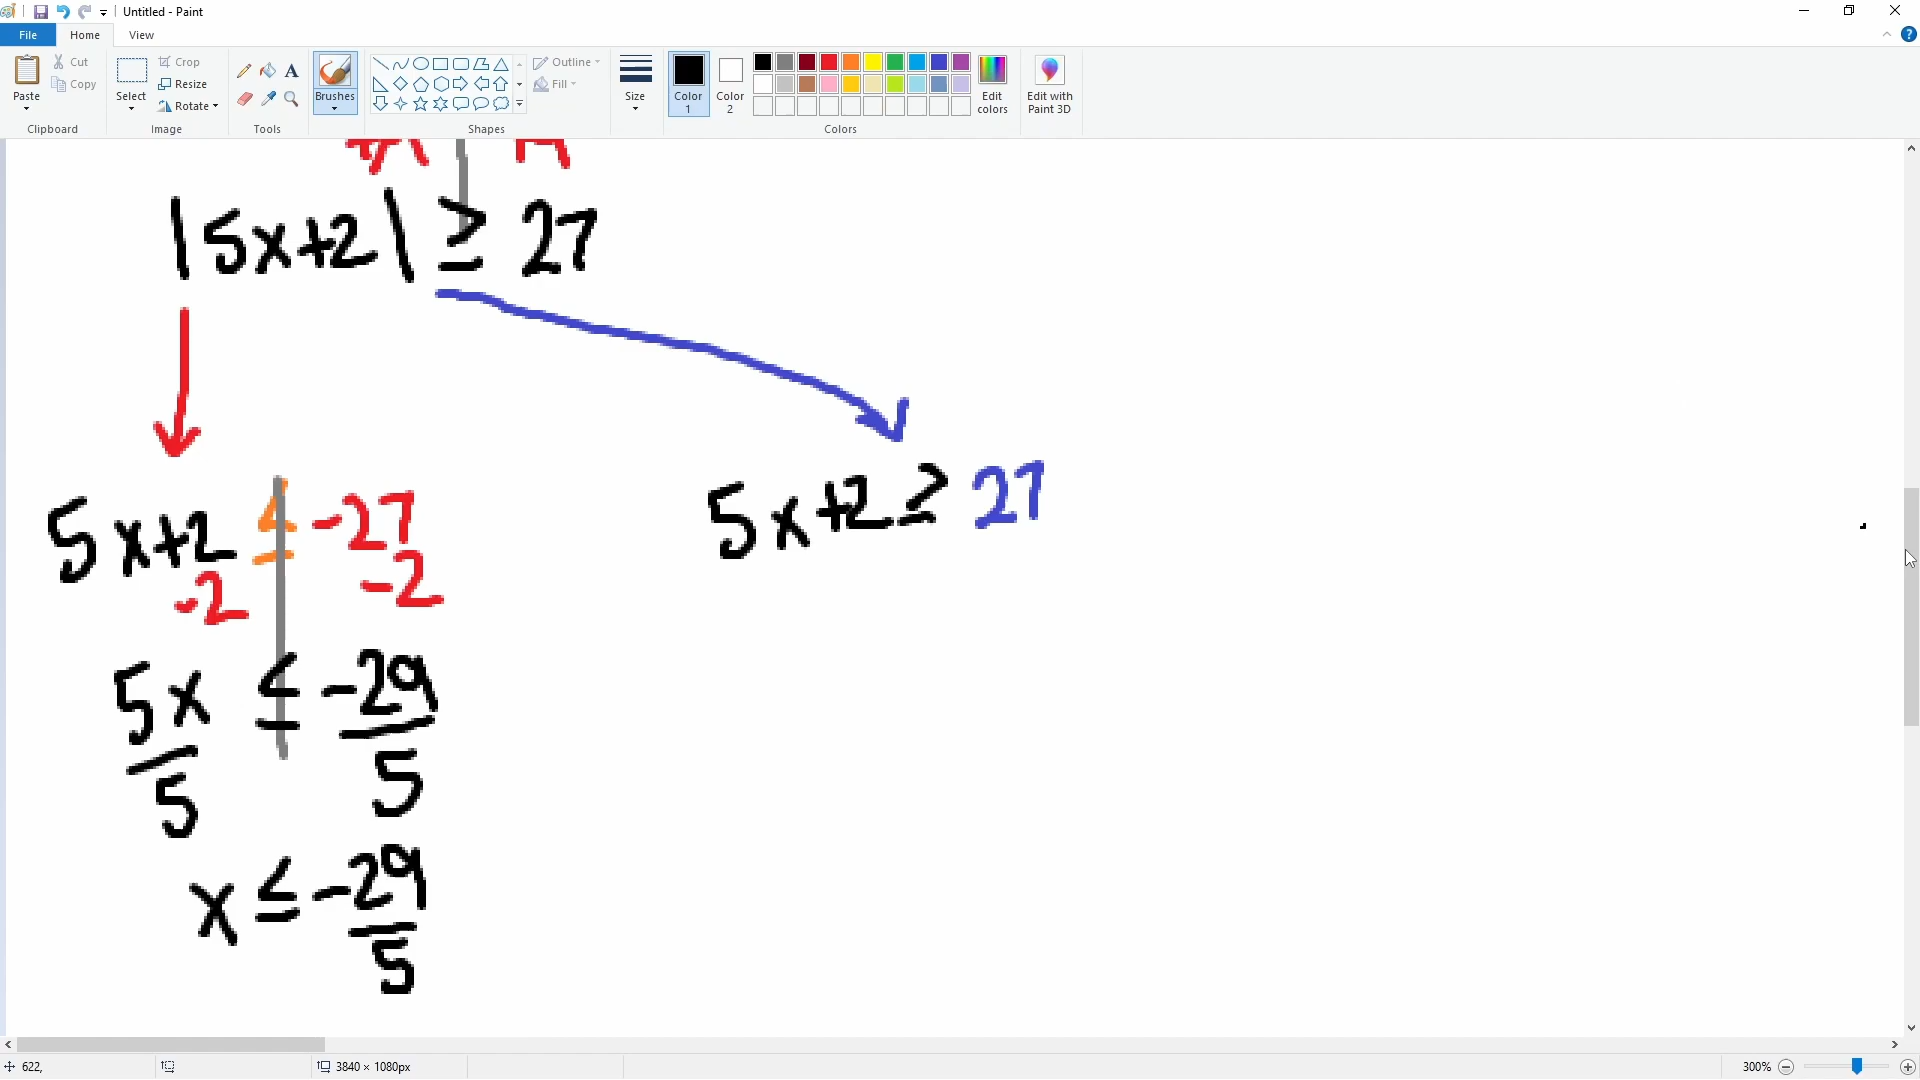 Untitled - Paint
File Home View
Paste
Cut
Copy
Clipboard
Select
Crop
Resize
Rotate
Image
Tools
Brushes
Shapes
Outline
Fill
Size
Color 1
Color 2
Colors
Edit colors
Edit with Paint 3D
|5x+2| ≥ 27
5x+2 ≤ -27
-2 -2
5x ≤ -29
5 5
x ≤ -29
5
5x+2 ≥ 27
622,
3840 × 1080px
300%